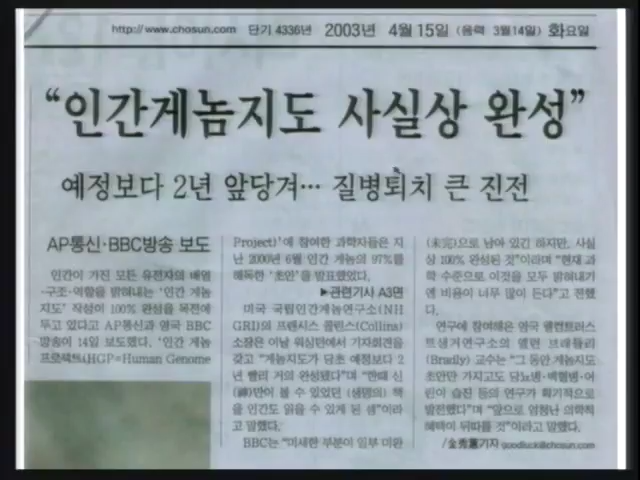 http://www.chosun.com 단기 4336년 2003년 4월 15일 (음력 3월14일) 화요일
“인간게놈지도 사실상 완성”
예정보다 2년 앞당겨… 질병퇴치 큰 진전
AP통신·BBC방송 보도
인간이 가진 모든 유전자의 배열
·구조·역할을 밝혀내는 ‘인간 게놈
지도’ 작성이 100% 완성을 목전에
두고 있다고 AP통신과 영국 BBC
방송이 14일 보도했다. ‘인간 게놈
프로젝트(HGP=Human Genome
Project)’에 참여한 과학자들은 지
난 2000년 6월 인간 게놈의 97%를
해독한 ‘초안’을 발표했었다.
▶관련기사 A3면
미국 국립인간게놈연구소(NH
GRI)의 프랜시스 콜린스(Collins)
소장은 이날 워싱턴에서 기자회견을
갖고 “게놈지도가 당초 예정보다 2
년 빨리 거의 완성됐다”며 “한때 신
(神)만이 볼 수 있었던 (생명의) 책
을 인간도 읽을 수 있게 된 셈”이라
고 말했다.
BBC는 “미세한 부분이 일부 미완
(未完)으로 남아 있긴 하지만, 사실
상 100% 완성된 것”이라며 “현재 과
학 수준으로 이것을 모두 밝혀내기
엔 비용이 너무 많이 든다”고 전했
다.
연구에 참여해온 영국 웰컴트러스
트생거연구소의 앨런 브래들리
(Bradly) 교수는 “그 동안 게놈지도
초안만 가지고도 당뇨병·백혈병·어
린이 습진 등의 연구가 획기적으로
발전했다”며 “앞으로 엄청난 의학적
혜택이 뒤따를 것”이라고 말했다.
/金秀惠기자 goodluck@chosun.com